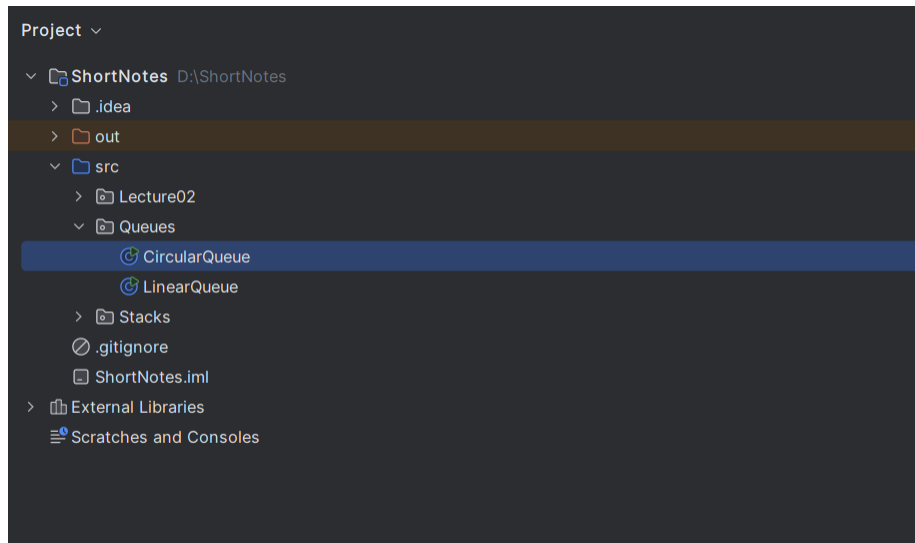 Project
ShortNotes D:\ShortNotes
.idea
out
src
Lecture02
Queues
CircularQueue
LinearQueue
Stacks
.gitignore
ShortNotes.iml
External Libraries
Scratches and Consoles